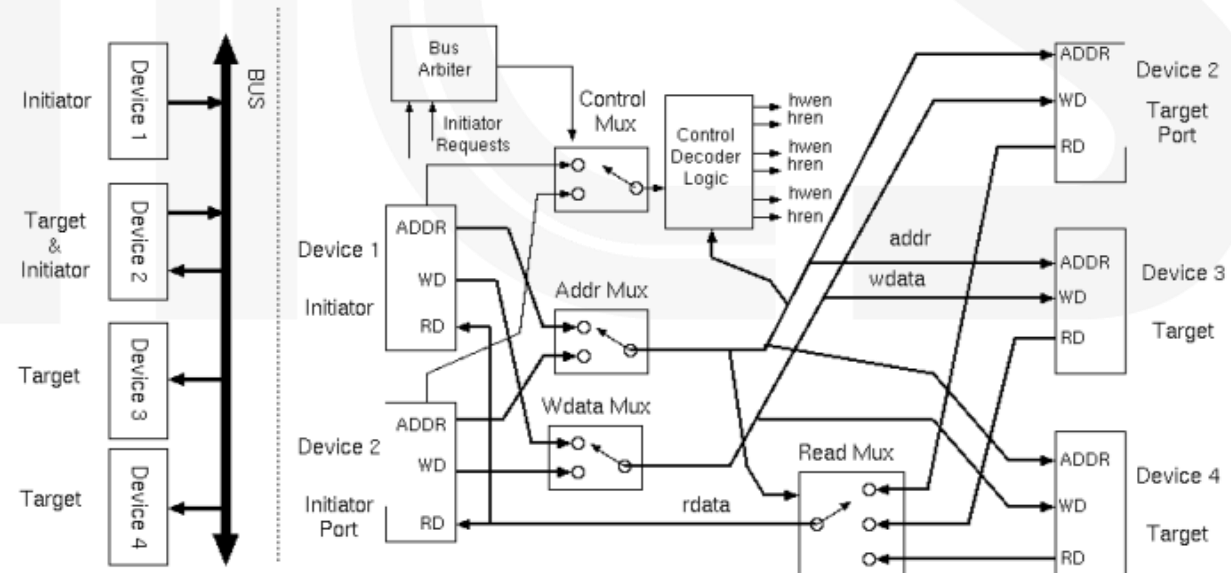 Initiator
Device 1
BUS
Target
&
Initiator
Device 2
Target
Device 3
Target
Device 4
Bus
Arbiter
Initiator
Requests
Control
Mux
Control
Decoder
Logic
hwen
hren
hwen
hren
hwen
hren
Device 1
Initiator
ADDR
WD
RD
Addr Mux
Wdata Mux
Device 2
Initiator
Port
ADDR
WD
RD
rdata
Read Mux
addr
wdata
ADDR
WD
RD
Device 2
Target
Port
ADDR
WD
RD
Device 3
Target
ADDR
WD
RD
Device 4
Target